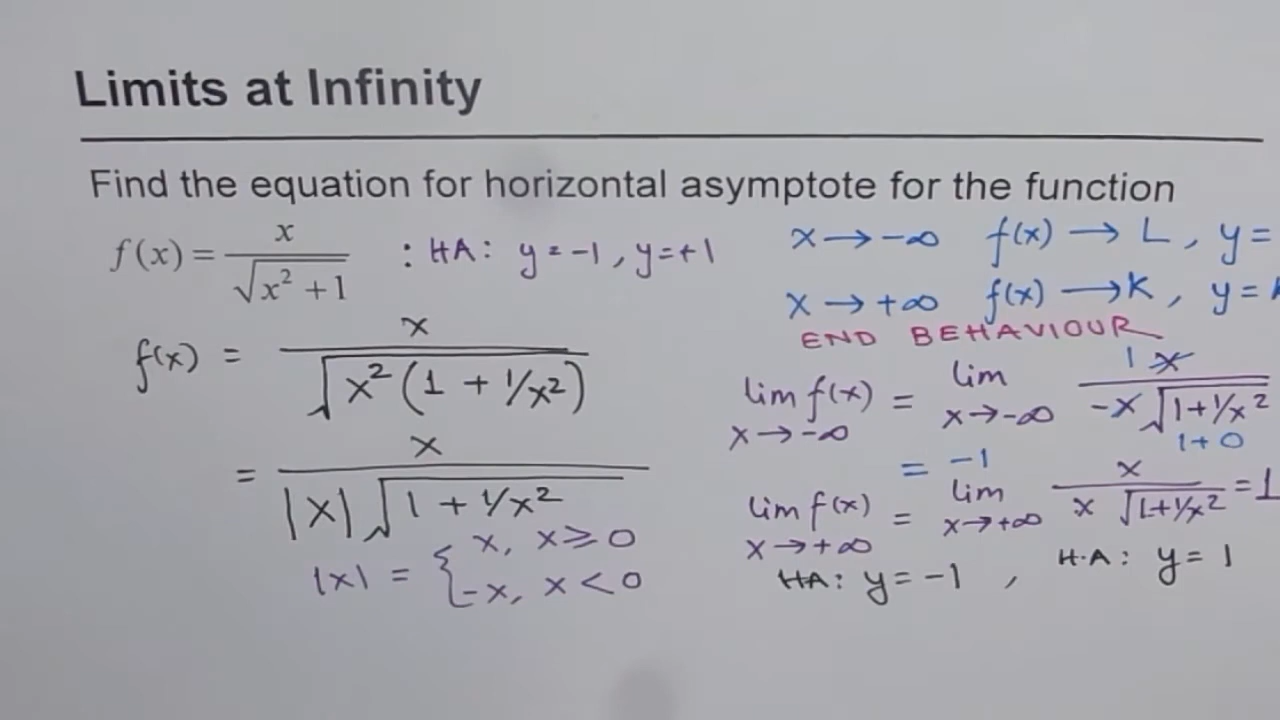 Limits at Infinity
Find the equation for horizontal asymptote for the function
f(x) = x / √(x² + 1) : HA: y = -1, y = +1
x → -∞ f(x) → L, y =
x → +∞ f(x) → K, y =
END BEHAVIOUR
f(x) = x / √(x² (1 + 1/x²))
= x / |x| √(1 + 1/x²)
|x| = { x, x ≥ 0
-x, x < 0
lim x → -∞ f(x) = lim x → -∞ 1 x / -x √(1 + 1/x²)
1 + 0
= -1
lim x → +∞ f(x) = lim x → +∞ x / x √(1 + 1/x²) = 1
HA: y = -1 , H.A: y = 1